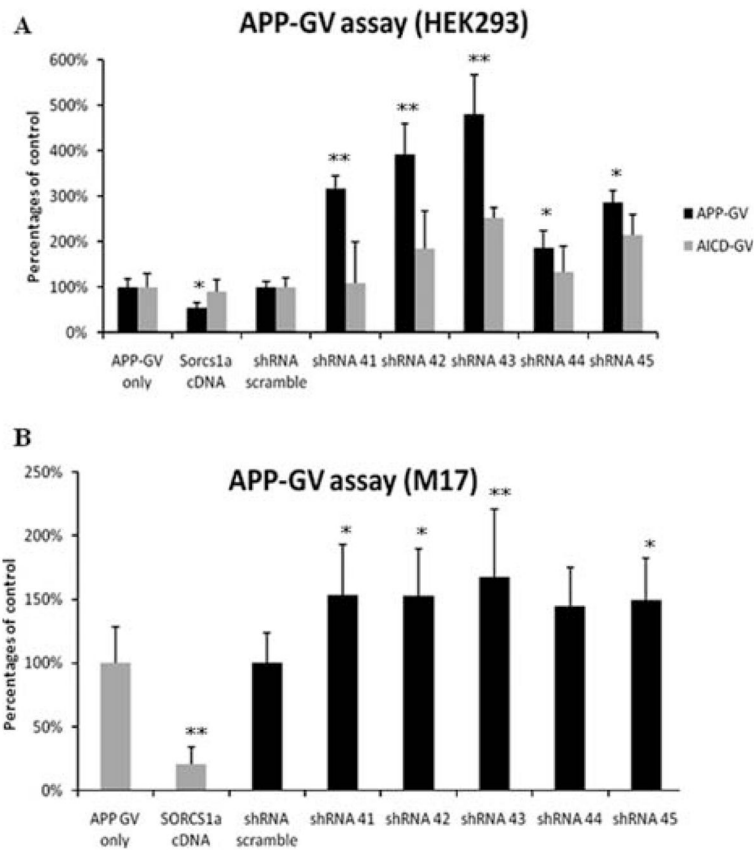 A
APP-GV assay (HEK293)
Percentages of control
600%
500%
400%
300%
200%
100%
0%
**
**
**
*
*
*
APP-GV
AICD-GV
APP-GV only
Sorcs1a cDNA
shRNA scramble
shRNA 41
shRNA 42
shRNA 43
shRNA 44
shRNA 45
B
APP-GV assay (M17)
Percentages of control
250%
200%
150%
100%
50%
0%
**
*
*
**
*
APP GV only
SORCS1a cDNA
shRNA scramble
shRNA 41
shRNA 42
shRNA 43
shRNA 44
shRNA 45